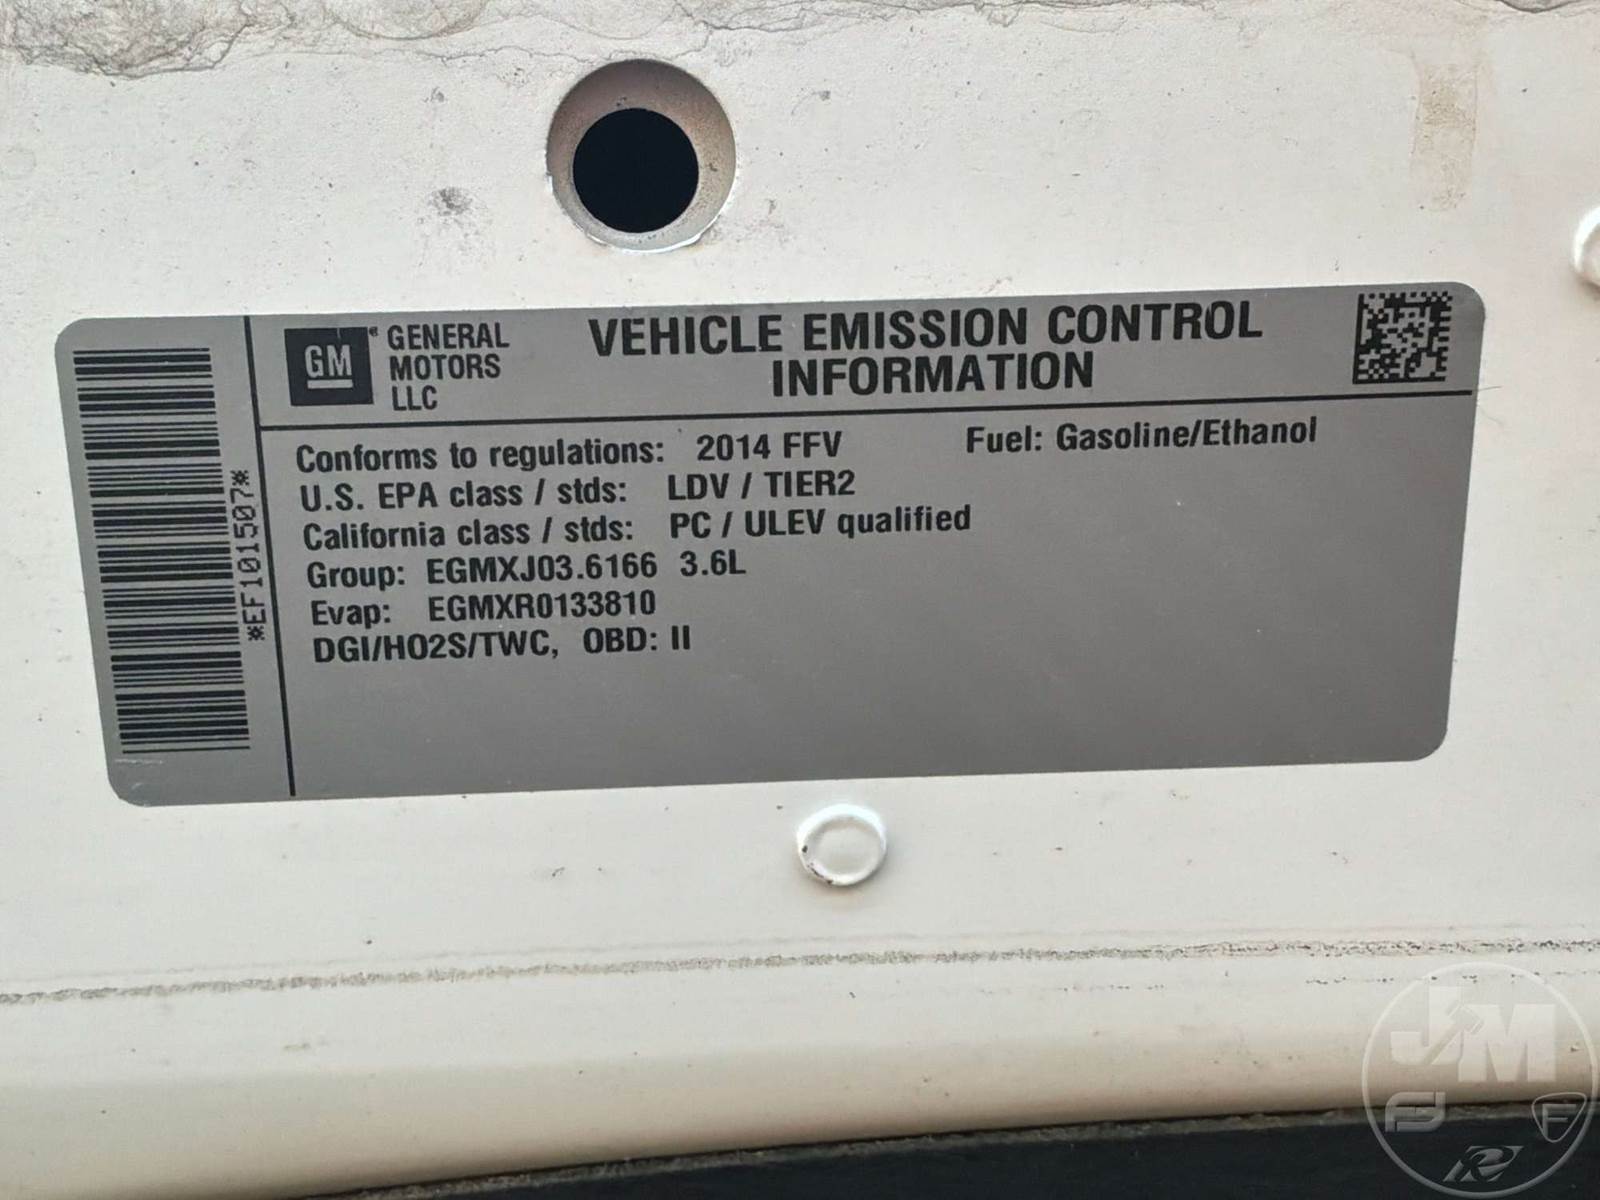 GM
GENERAL
MOTORS
LLC
VEHICLE EMISSION CONTROL
INFORMATION
*EF101507*
Conforms to regulations: 2014 FFV Fuel: Gasoline/Ethanol
U.S. EPA class / stds: LDV / TIER2
California class / stds: PC / ULEV qualified
Group: EGMXJ03.6166 3.6L
Evap: EGMXR0133810
DGI/HO2S/TWC, OBD: II
JM